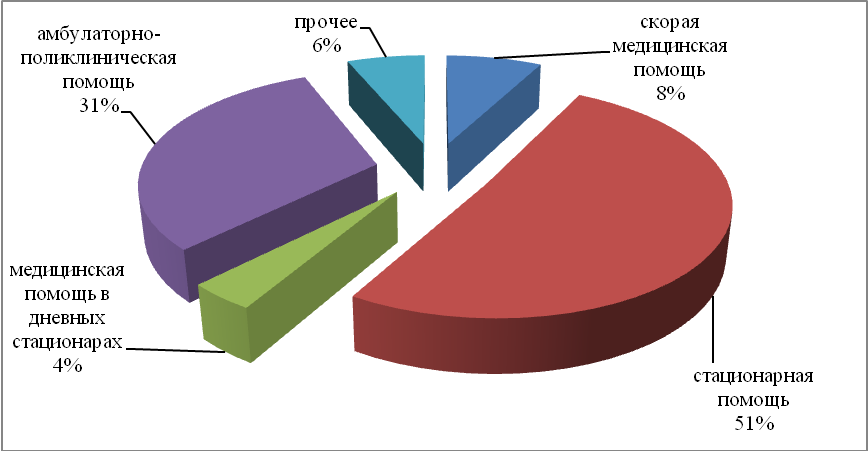 амбулаторно-
поликлиническая
помощь
31%
прочее
6%
скорая
медицинская
помощь
8%
медицинская
помощь в
дневных
стационарах
4%
стационарная
помощь
51%